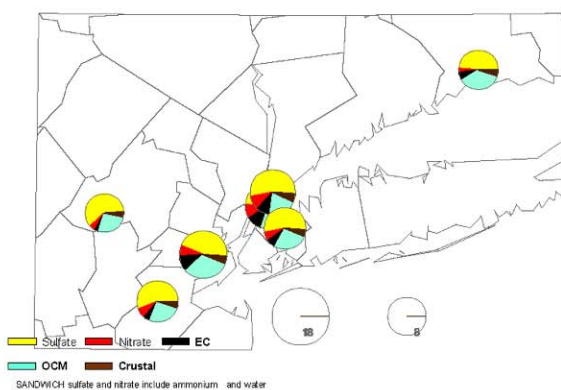 18 8
Sulfate Nitrate EC
OCM Crustal
SANDWICH sulfate and nitrate include ammonium and water